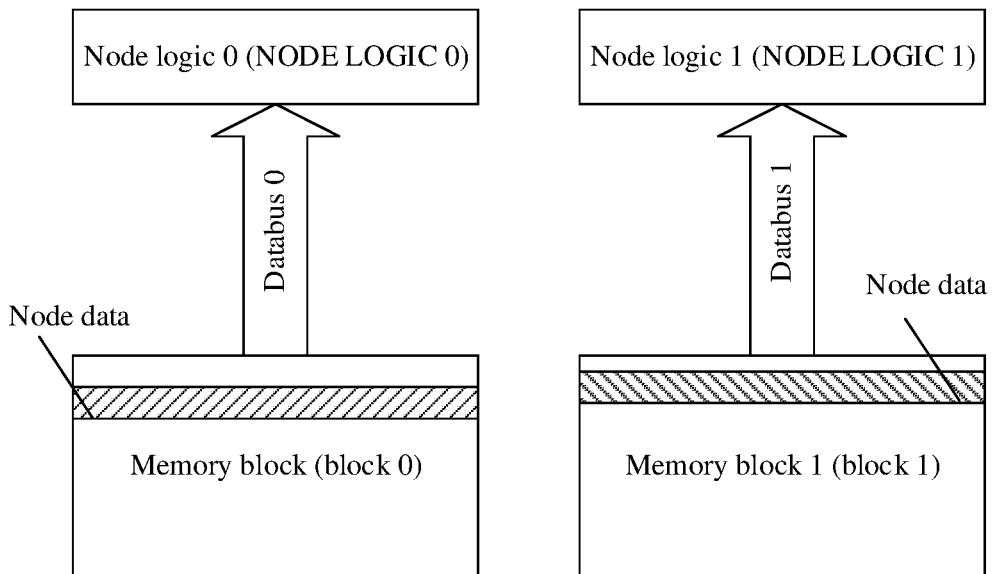 Node logic 0 (NODE LOGIC 0)
Node logic 1 (NODE LOGIC 1)
Databus 0
Databus 1
Node data
Node data
Memory block (block 0)
Memory block 1 (block 1)